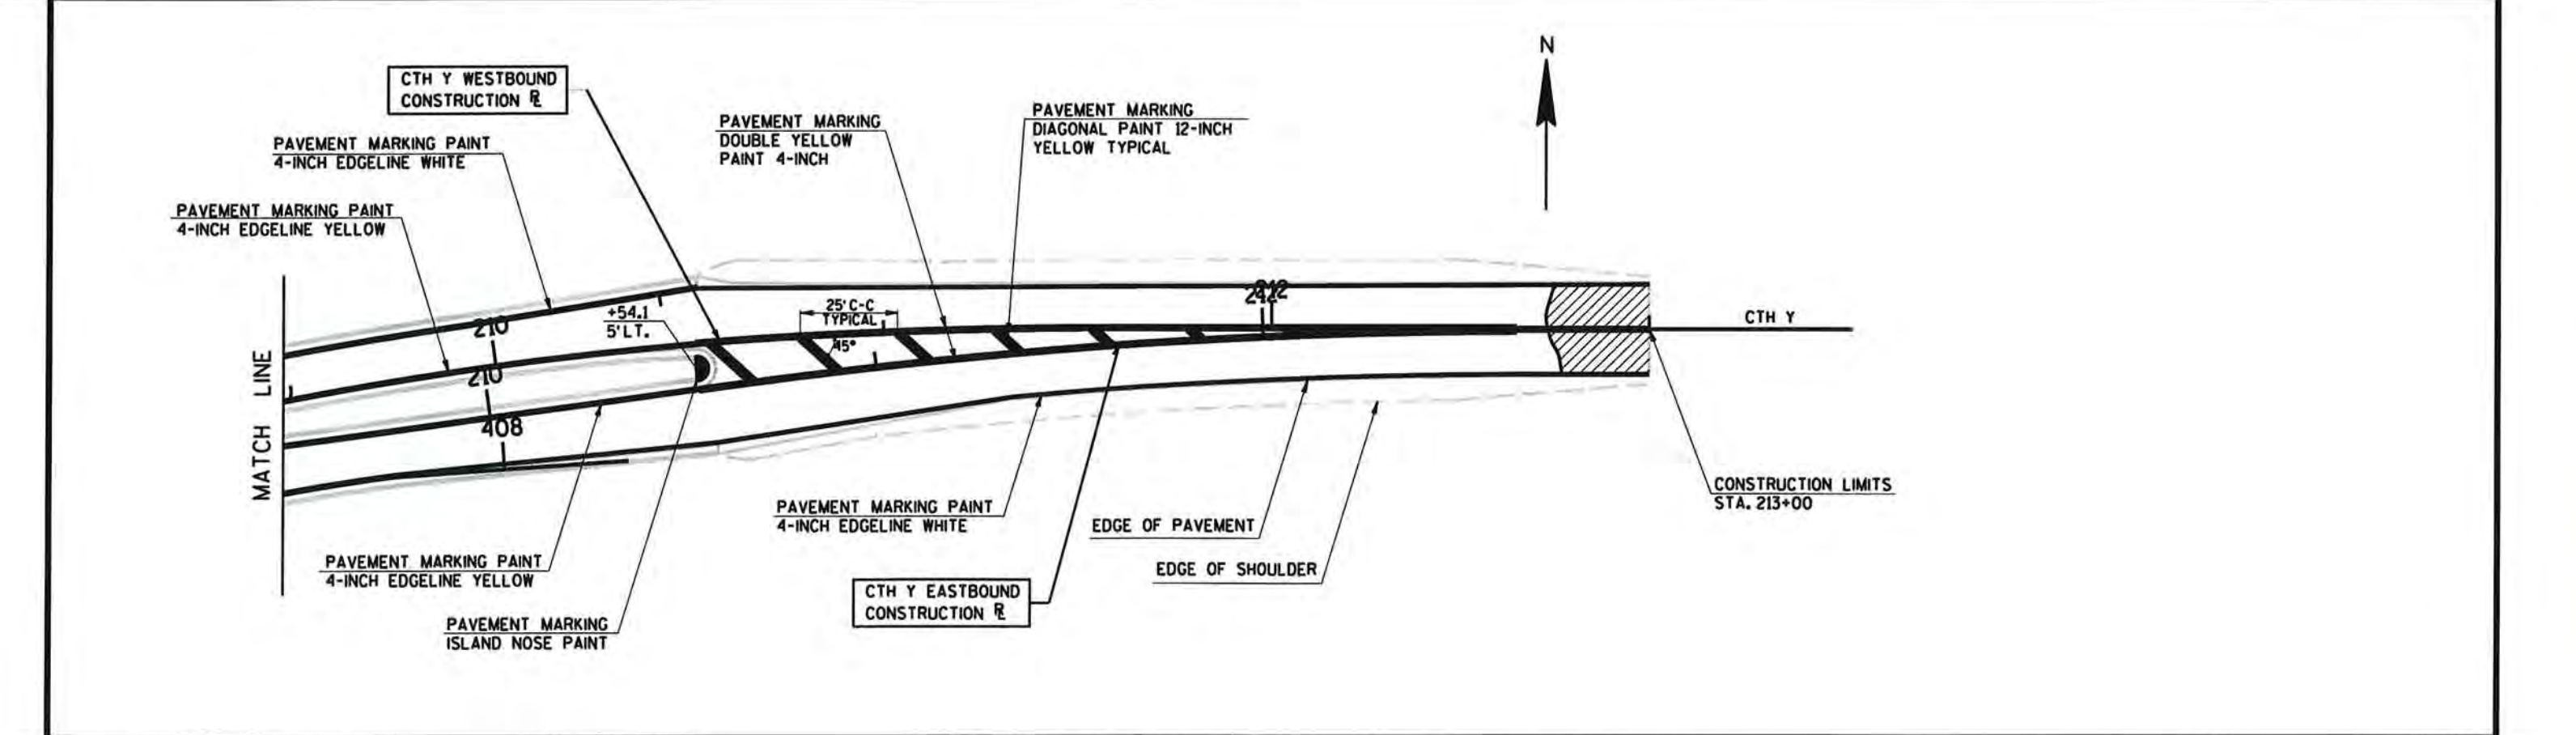 N
CTH Y WESTBOUND
CONSTRUCTION R/L
PAVEMENT MARKING PAINT
4-INCH EDGELINE WHITE
PAVEMENT MARKING
DOUBLE YELLOW
PAINT 4-INCH
PAVEMENT MARKING
DIAGONAL PAINT 12-INCH
YELLOW TYPICAL
PAVEMENT MARKING PAINT
4-INCH EDGELINE YELLOW
210
+54.1
5' LT.
25' C-C
TYPICAL
45°
212
CTH Y
210
408
MATCH LINE
CONSTRUCTION LIMITS
STA. 213+00
PAVEMENT MARKING PAINT
4-INCH EDGELINE WHITE
EDGE OF PAVEMENT
EDGE OF SHOULDER
PAVEMENT MARKING PAINT
4-INCH EDGELINE YELLOW
CTH Y EASTBOUND
CONSTRUCTION R/L
PAVEMENT MARKING
ISLAND NOSE PAINT